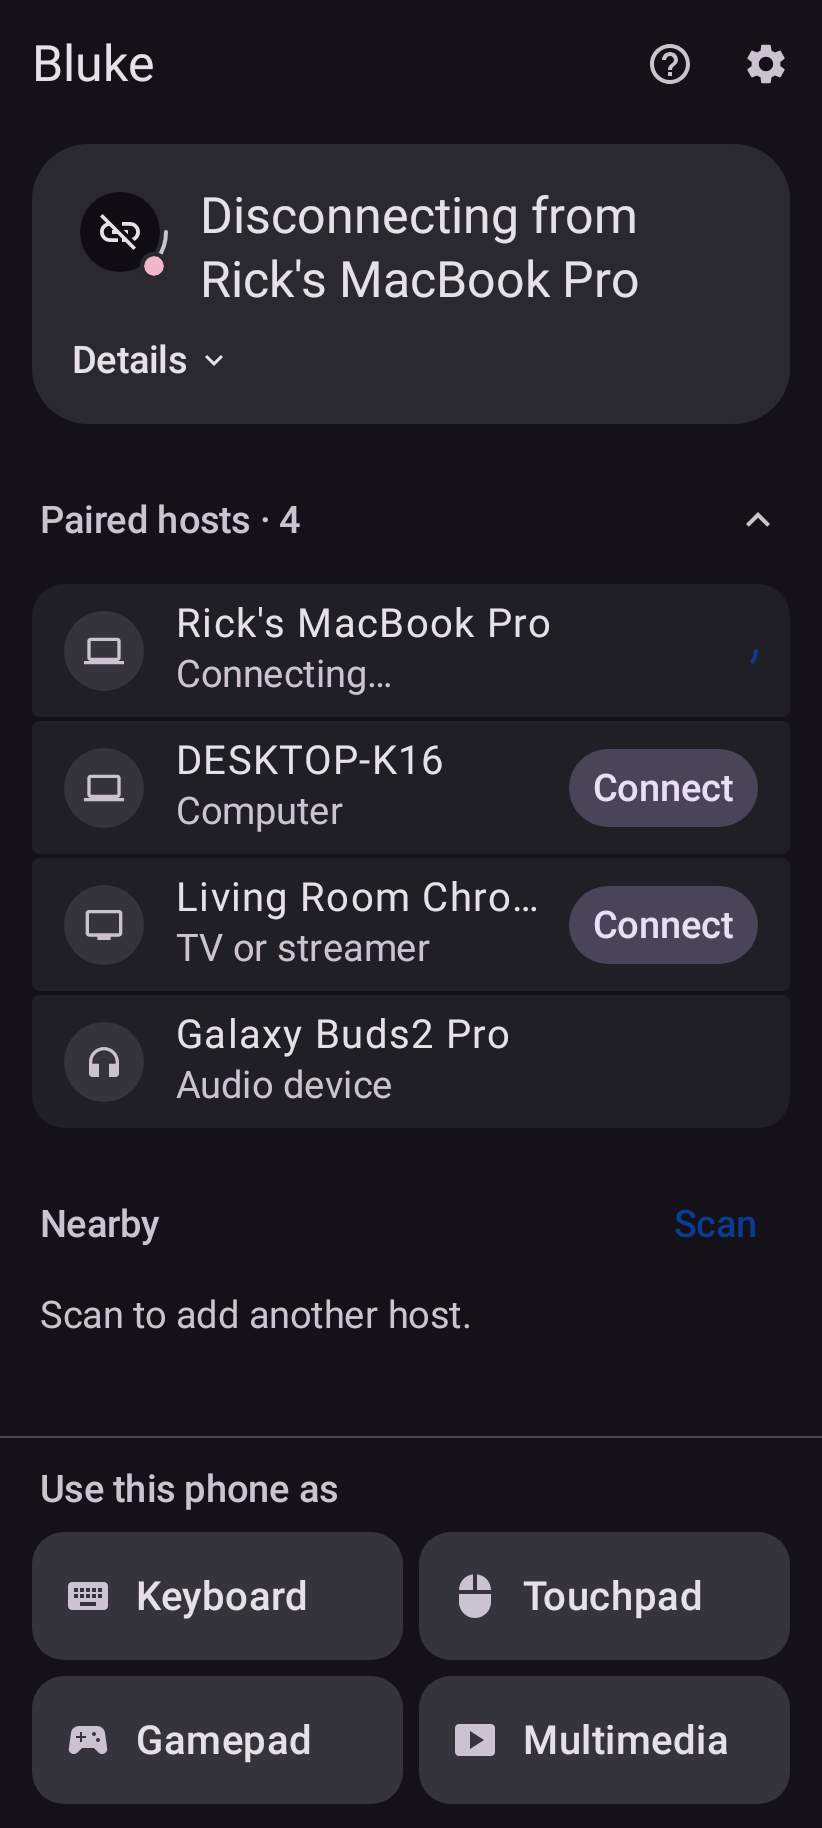 Bluke
Disconnecting from
Rick's MacBook Pro
Details
Paired hosts · 4
Rick's MacBook Pro
Connecting…
DESKTOP-K16
Computer
Connect
Living Room Chro…
TV or streamer
Connect
Galaxy Buds2 Pro
Audio device
Nearby
Scan
Scan to add another host.
Use this phone as
Keyboard
Touchpad
Gamepad
Multimedia